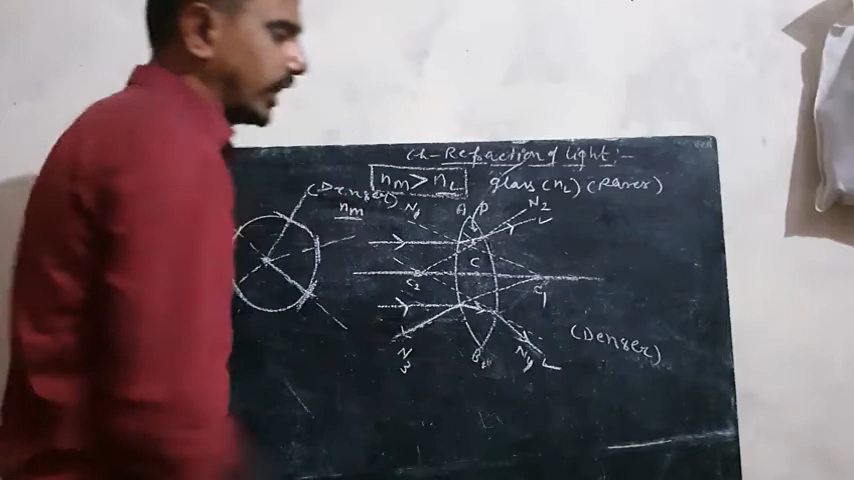 Ch-Refraction of light:-
nm > nL glass (nL) (Rarer)
(Denser)
nm
N1
A
P
N2
L
C
C2
C1
(Denser)
N3
B
N4
L